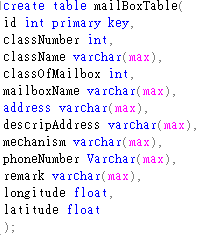 create table mailBoxTable(
id int primary key,
classNumber int,
className varchar(max),
classOfMailbox int,
mailboxName varchar(max),
address varchar(max),
descripAddress varchar(max),
mechanism varchar(max),
phoneNumber Varchar(max),
remark varchar(max),
longitude float,
latitude float
);